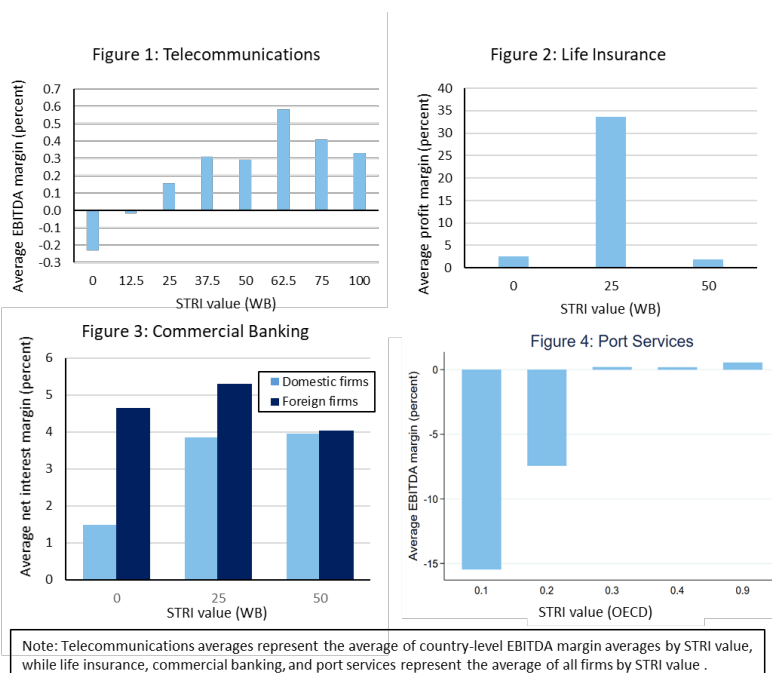 Figure 1: Telecommunications
Average EBITDA margin (percent)
0.7
0.6
0.5
0.4
0.3
0.2
0.1
0.0
-0.1
-0.2
-0.3
0 12.5 25 37.5 50 62.5 75 100
STRI value (WB)
Figure 2: Life Insurance
Average profit margin (percent)
40
35
30
25
20
15
10
5
0
0 25 50
STRI value (WB)
Figure 3: Commercial Banking
Average net interest margin (percent)
6
5
4
3
2
1
0
Domestic firms
Foreign firms
0 25 50
STRI value (WB)
Figure 4: Port Services
Average EBITDA margin (percent)
0
-5
-10
-15
0.1 0.2 0.3 0.4 0.9
STRI value (OECD)
Note: Telecommunications averages represent the average of country-level EBITDA margin averages by STRI value,
while life insurance, commercial banking, and port services represent the average of all firms by STRI value .